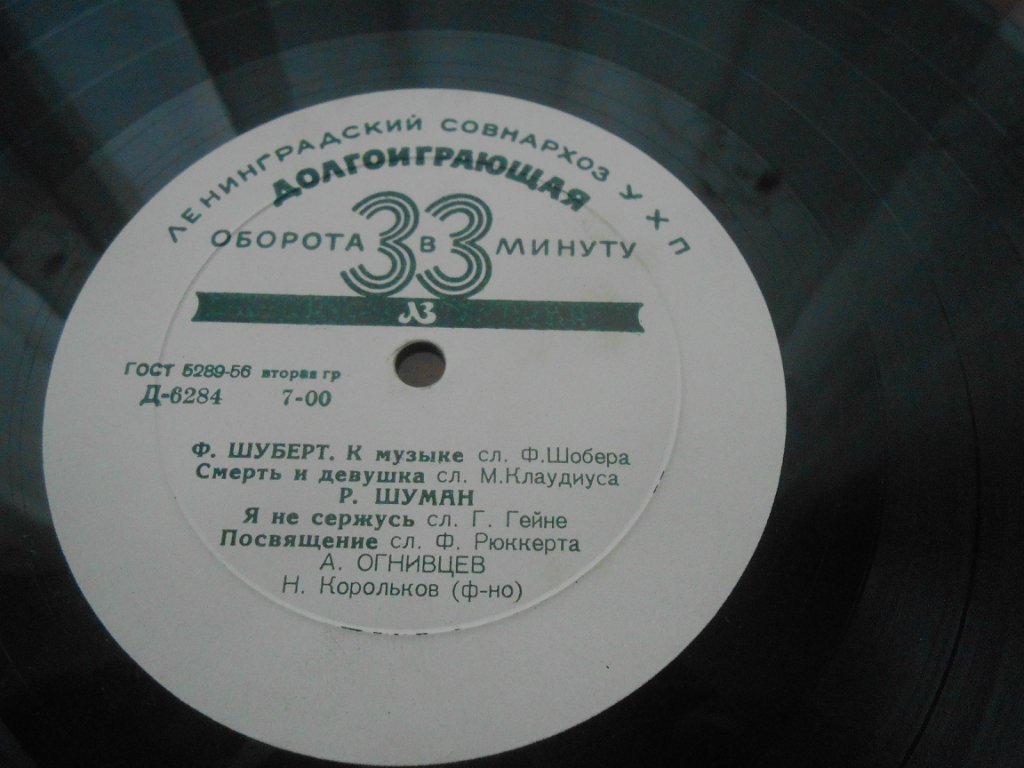 ЛЕНИНГРАДСКИЙ СОВНАРХОЗ УХП
ДОЛГОИГРАЮЩАЯ
ОБОРОТА 33 В МИНУТУ
ЛЗ
ГОСТ 5289-56 вторая гр
Д-6284 7-00
Ф. ШУБЕРТ. К музыке сл. Ф.Шобера
Смерть и девушка сл. М.Клаудиуса
Р. ШУМАН
Я не сержусь сл. Г. Гейне
Посвящение сл. Ф. Рюккерта
А. ОГНИВЦЕВ
Н. Корольков (ф-но)